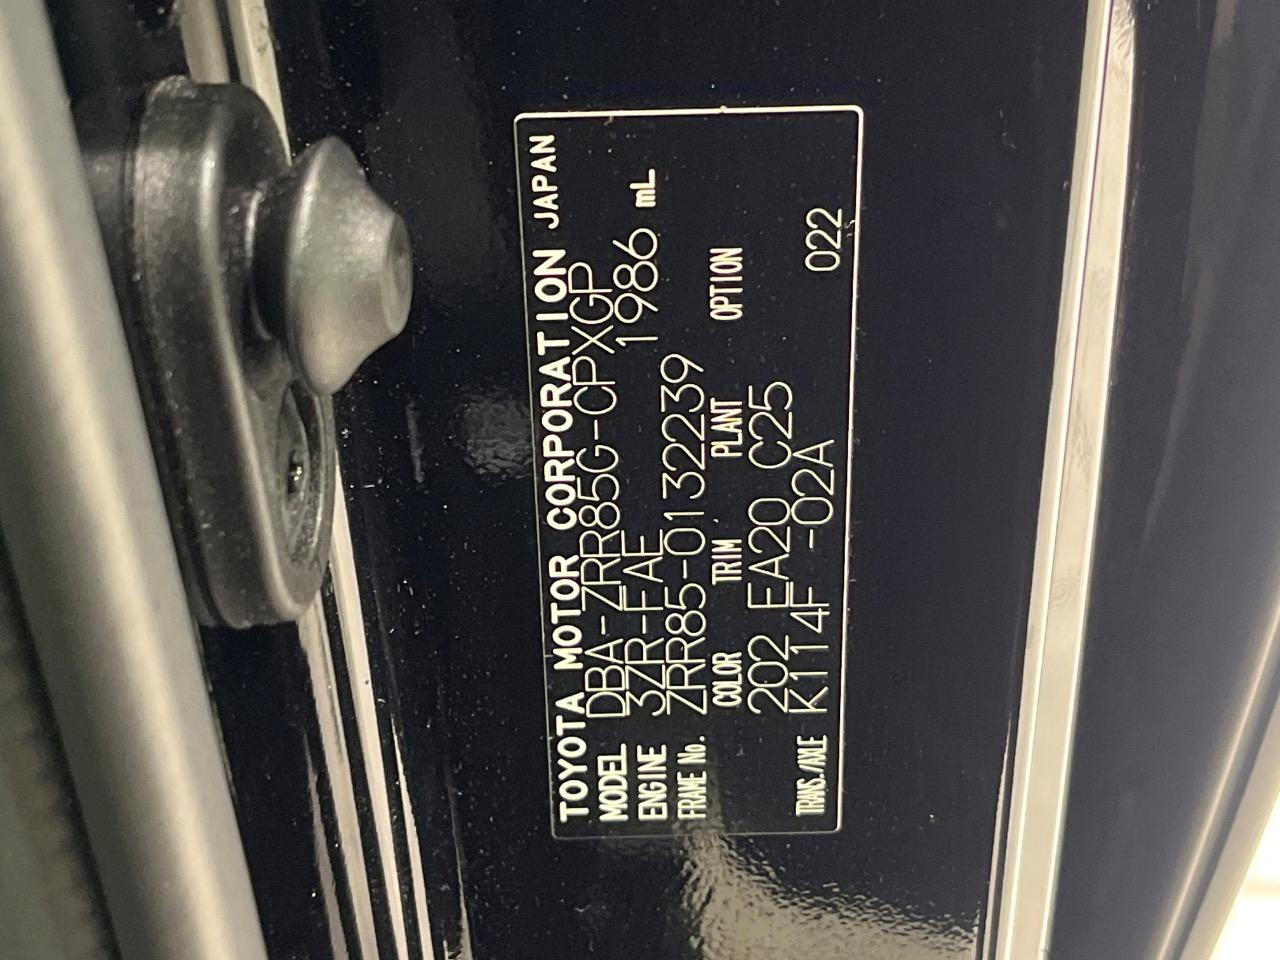 TOYOTA MOTOR CORPORATION JAPAN
MODEL DBA-ZRR85G-CPXGP
ENGINE 3ZR-FAE 1986 mL
FRAME No. ZRR85-0132239
COLOR TRIM PLANT OPTION
202 EA20 C25
TRANS./AXLE K114F -02A 022